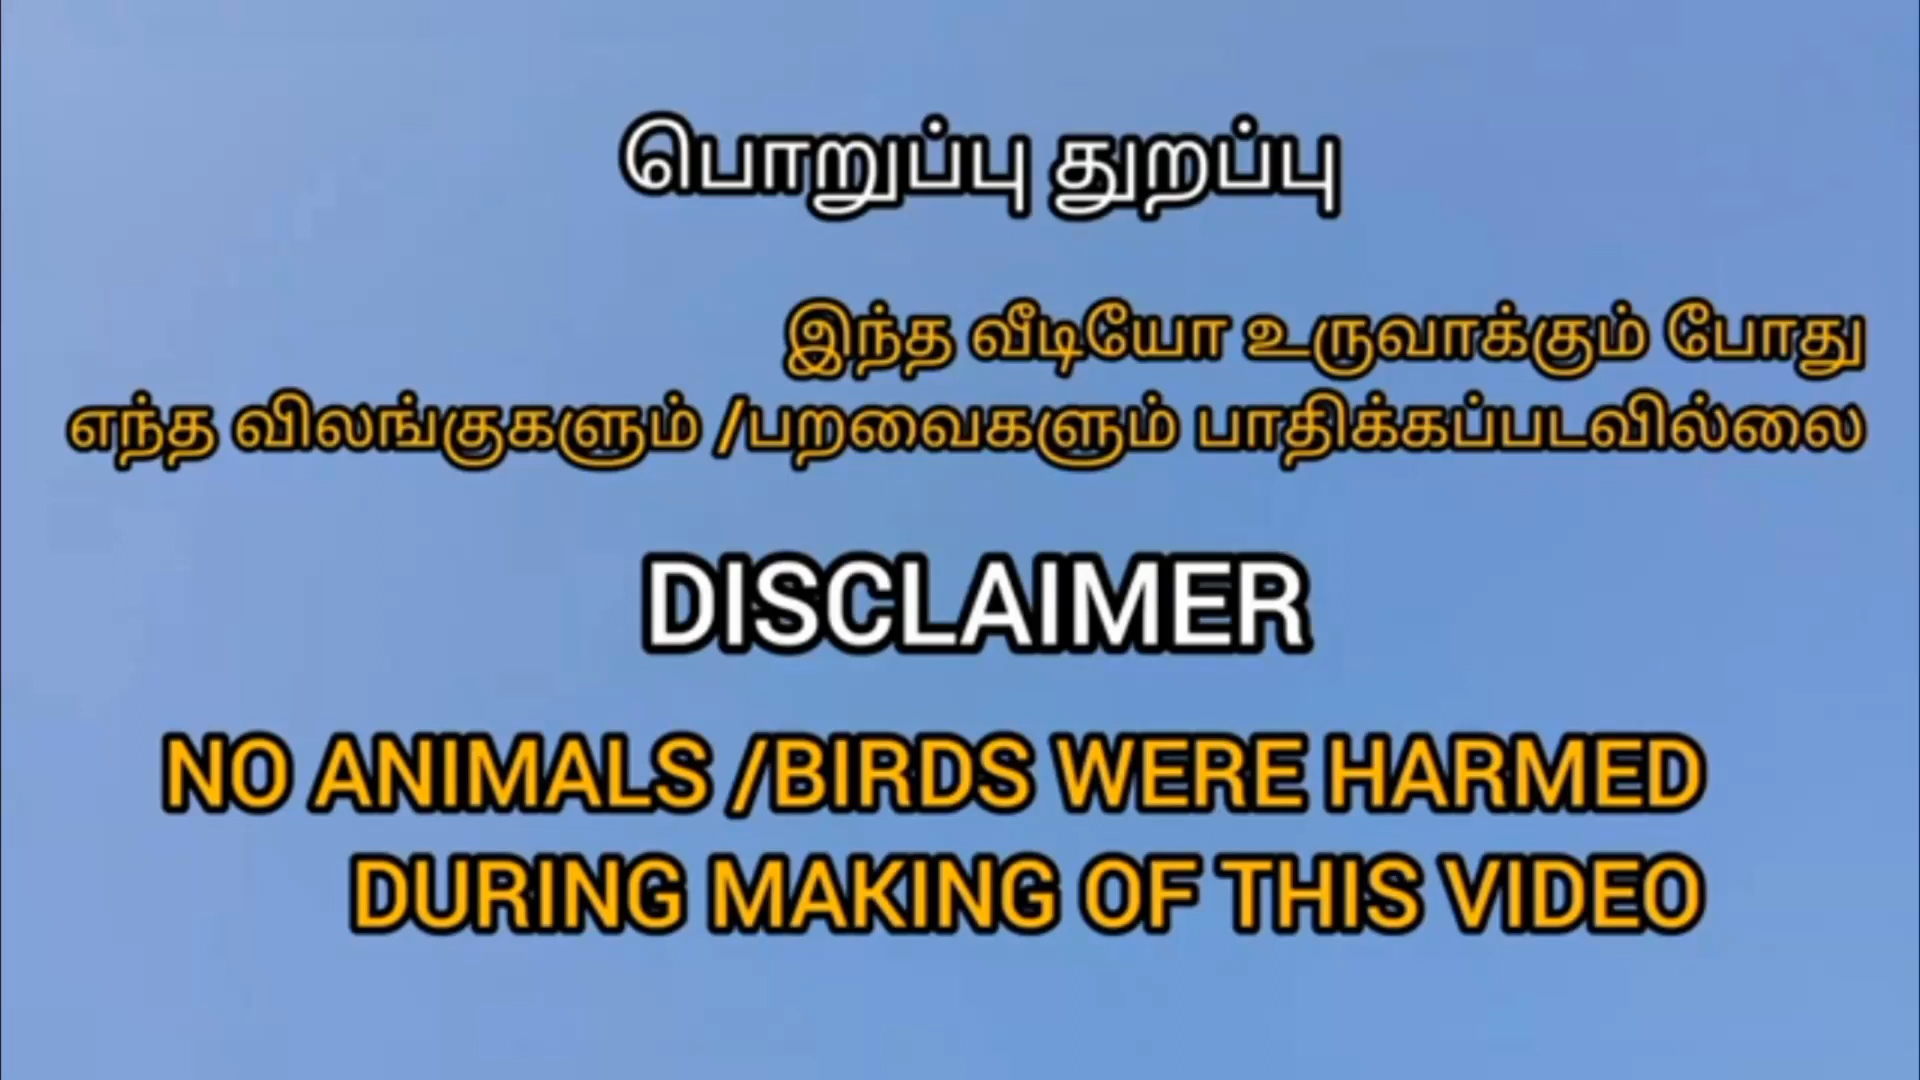 பொறுப்பு துறப்பு
இந்த வீடியோ உருவாக்கும் போது
எந்த விலங்குகளும் /பறவைகளும் பாதிக்கப்படவில்லை
DISCLAIMER
NO ANIMALS /BIRDS WERE HARMED
DURING MAKING OF THIS VIDEO